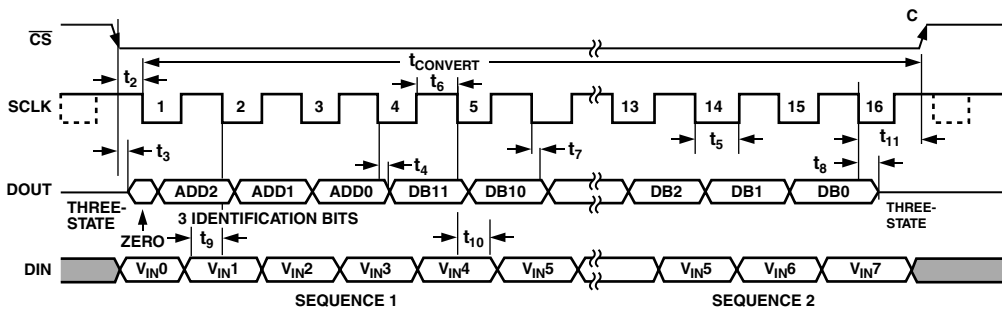 C
CS
tCONVERT
t2
t6
SCLK
1 2 3 4 5 13 14 15 16
t3
t4
t7
t5
t8
t11
DOUT
ADD2 ADD1 ADD0 DB11 DB10 DB2 DB1 DB0
THREE-
STATE
3 IDENTIFICATION BITS
THREE-
STATE
ZERO
t9
t10
DIN
VIN0 VIN1 VIN2 VIN3 VIN4 VIN5 VIN5 VIN6 VIN7
SEQUENCE 1 SEQUENCE 2